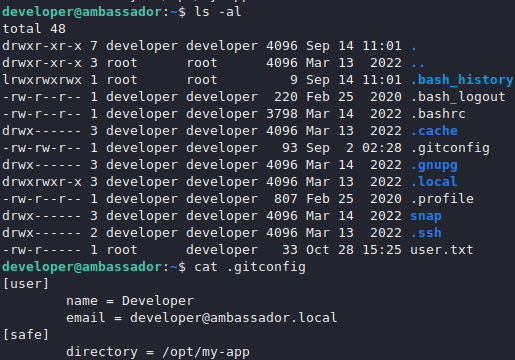 developer@ambassador:~$ ls -al
total 48
drwxr-xr-x 7 developer developer 4096 Sep 14 11:01 .
drwxr-xr-x 3 root      root      4096 Mar 13  2022 ..
lrwxrwxrwx 1 root      root         9 Sep 14 11:01 .bash_history
-rw-r--r-- 1 developer developer  220 Feb 25  2020 .bash_logout
-rw-r--r-- 1 developer developer 3798 Mar 14  2022 .bashrc
drwx------ 3 developer developer 4096 Mar 13  2022 .cache
-rw-rw-r-- 1 developer developer   93 Sep  2 02:28 .gitconfig
drwx------ 3 developer developer 4096 Mar 14  2022 .gnupg
drwxrwxr-x 3 developer developer 4096 Mar 13  2022 .local
-rw-r--r-- 1 developer developer  807 Feb 25  2020 .profile
drwx------ 3 developer developer 4096 Mar 14  2022 snap
drwx------ 2 developer developer 4096 Mar 13  2022 .ssh
-rw-r----- 1 root      developer   33 Oct 28 15:25 user.txt
developer@ambassador:~$ cat .gitconfig
[user]
        name = Developer
        email = developer@ambassador.local
[safe]
        directory = /opt/my-app